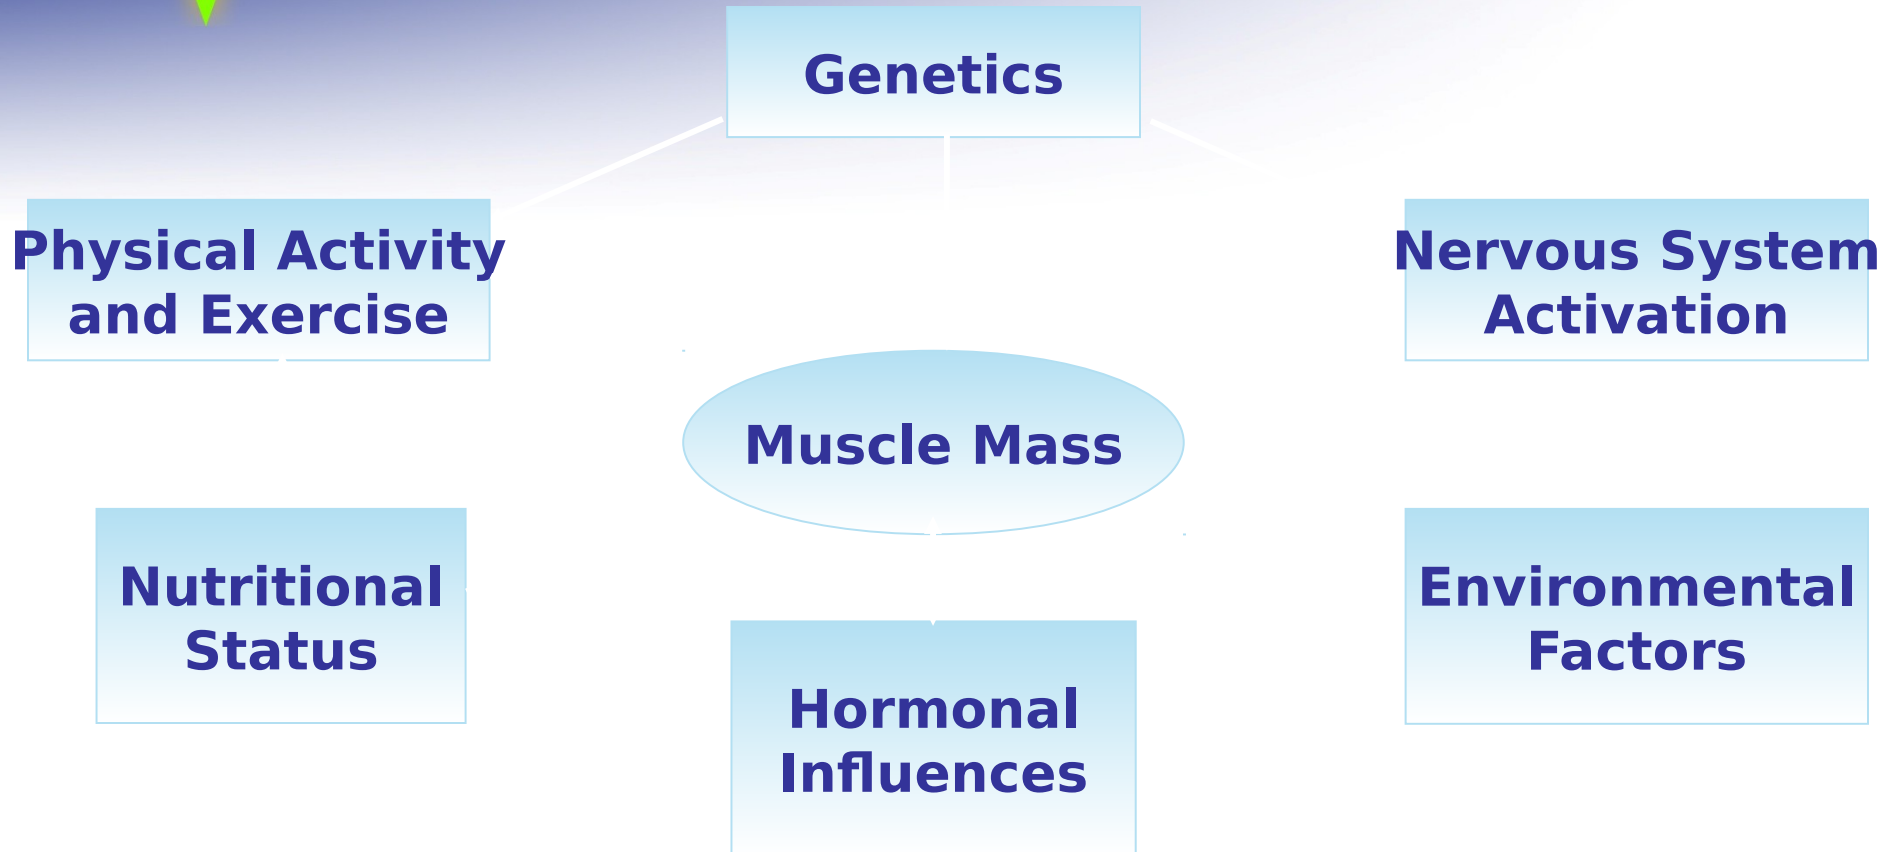 Genetics
Physical Activity
and Exercise
Nervous System
Activation
Muscle Mass
Nutritional
Status
Environmental
Factors
Hormonal
Influences